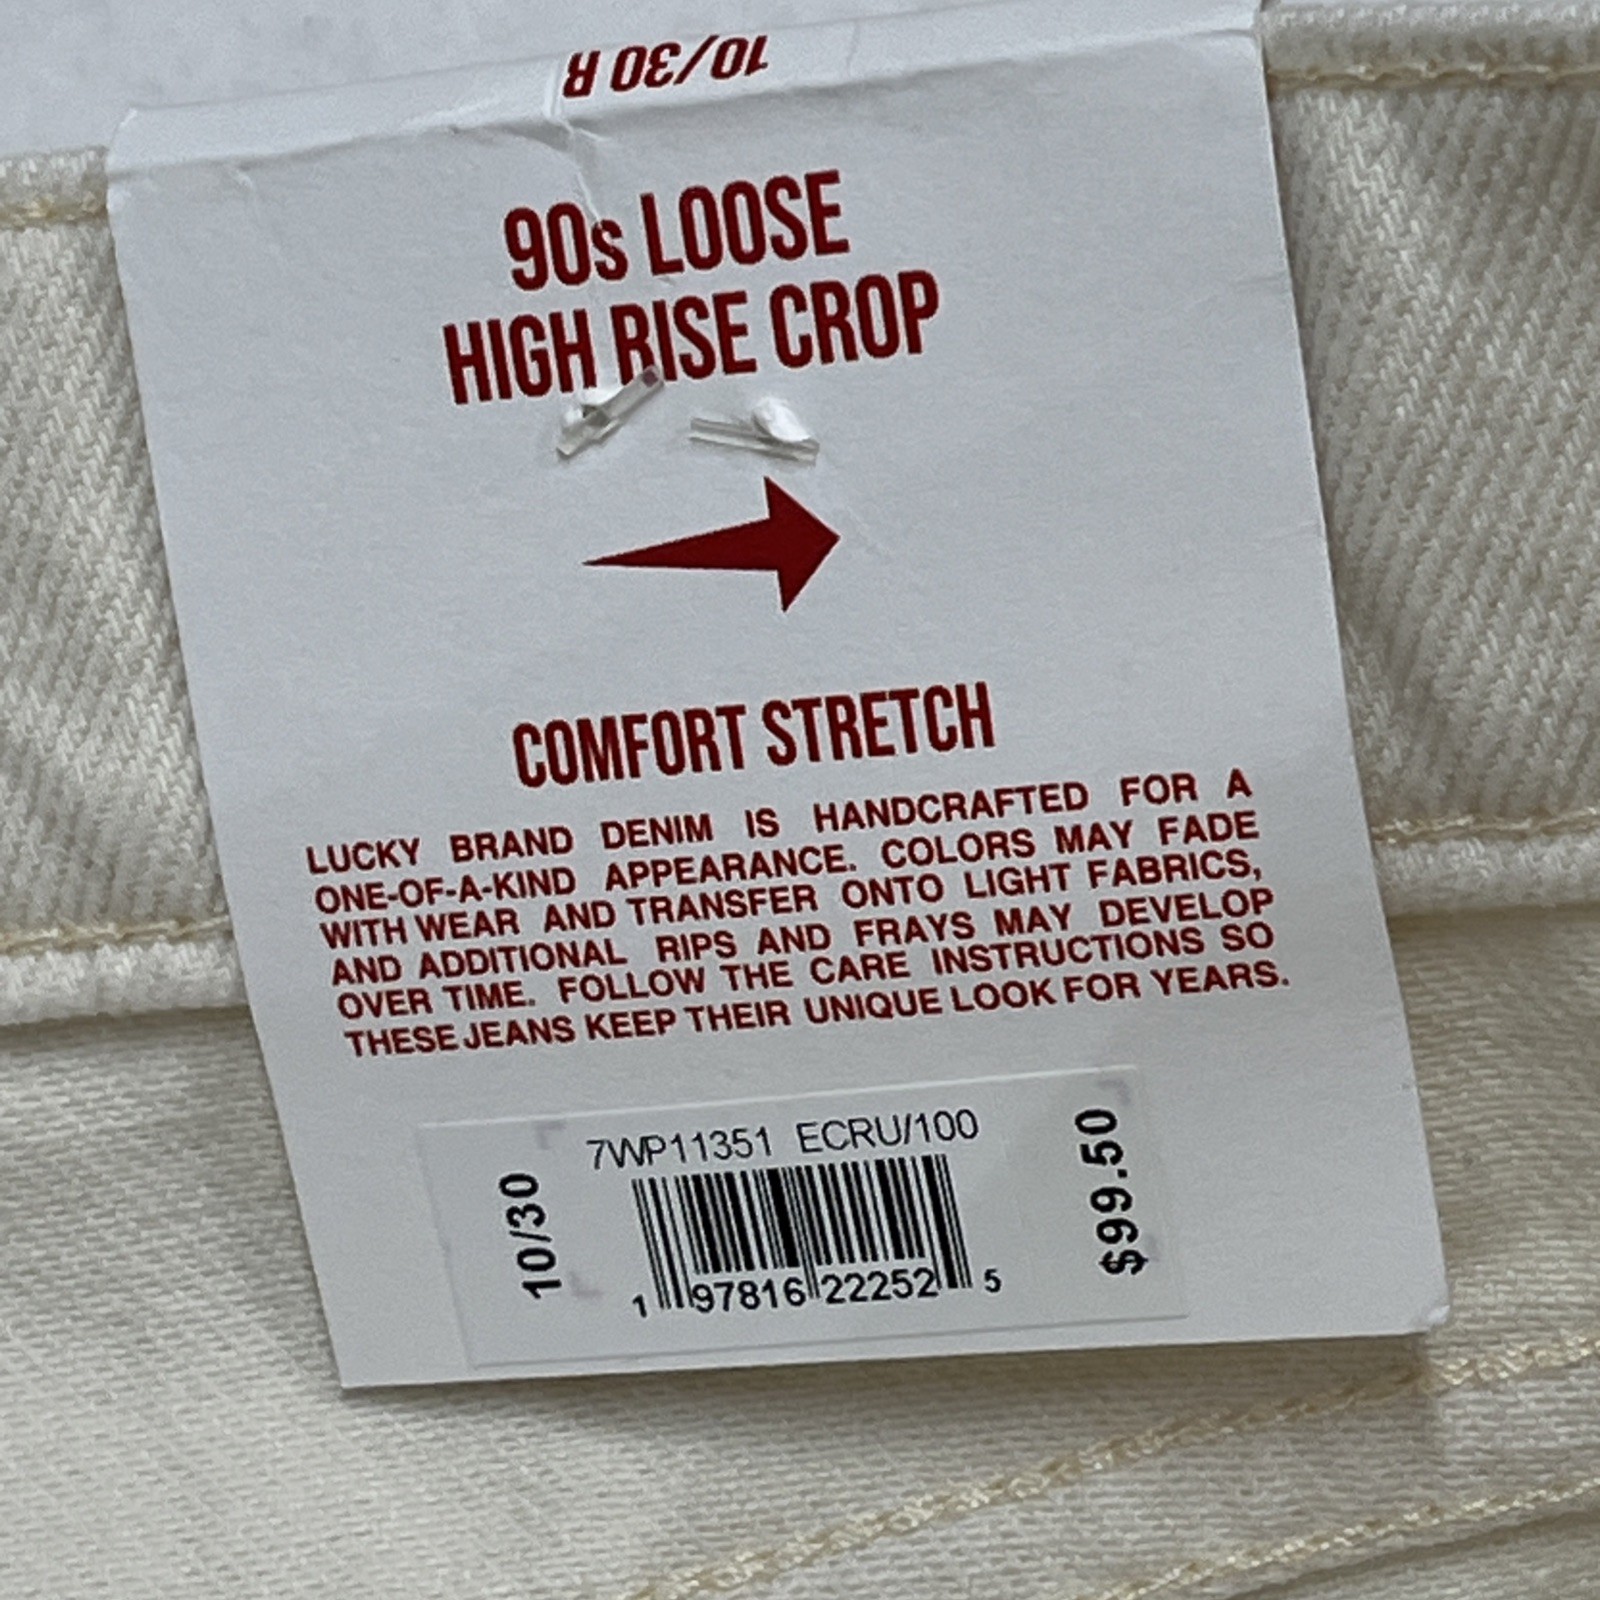 10/30 R
90s LOOSE
HIGH RISE CROP
COMFORT STRETCH
LUCKY BRAND DENIM IS HANDCRAFTED FOR A
ONE-OF-A-KIND APPEARANCE. COLORS MAY FADE
WITH WEAR AND TRANSFER ONTO LIGHT FABRICS,
AND ADDITIONAL RIPS AND FRAYS MAY DEVELOP
OVER TIME. FOLLOW THE CARE INSTRUCTIONS SO
THESE JEANS KEEP THEIR UNIQUE LOOK FOR YEARS.
7WP11351 ECRU/100
10/30
1 97816 22252 5
$99.50